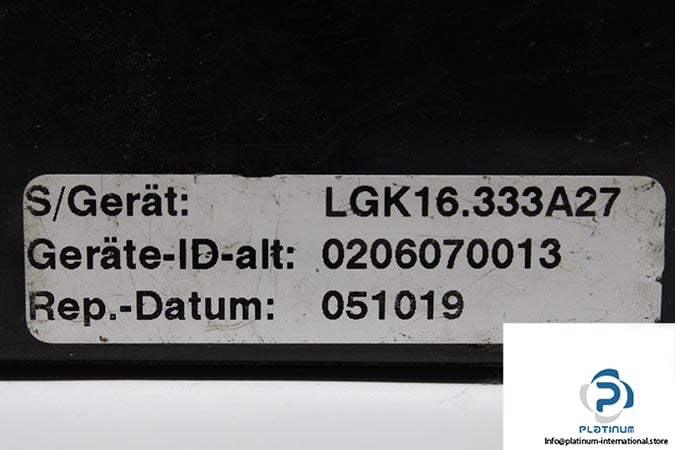 S/Gerät: LGK16.333A27
Geräte-ID-alt: 0206070013
Rep.-Datum: 051019
PLATINUM
Info@platinum-international.store